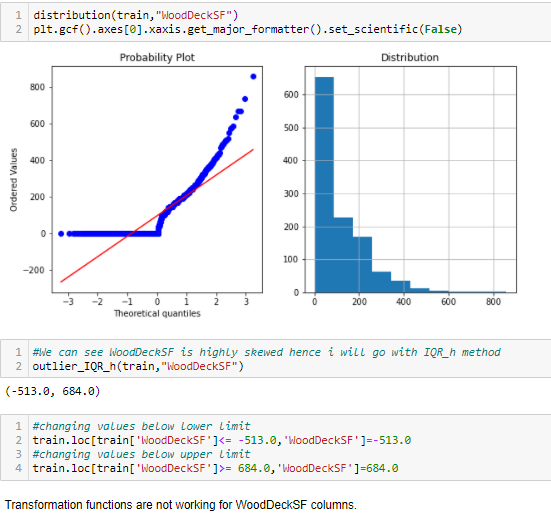 1 distribution(train,"WoodDeckSF")
2 plt.gcf().axes[0].xaxis.get_major_formatter().set_scientific(False)
Probability Plot
Ordered Values
800
600
400
200
0
−200
−3 −2 −1 0 1 2 3
Theoretical quantiles
Distribution
600
500
400
300
200
100
0
0 200 400 600 800
1 #We can see WoodDeckSF is highly skewed hence i will go with IQR_h method
2 outlier_IQR_h(train,"WoodDeckSF")
(-513.0, 684.0)
1 #changing values below lower limit
2 train.loc[train['WoodDeckSF']<= -513.0,'WoodDeckSF']=-513.0
3 #changing values below upper limit
4 train.loc[train['WoodDeckSF']>= 684.0,'WoodDeckSF']=684.0
Transformation functions are not working for WoodDeckSF columns.